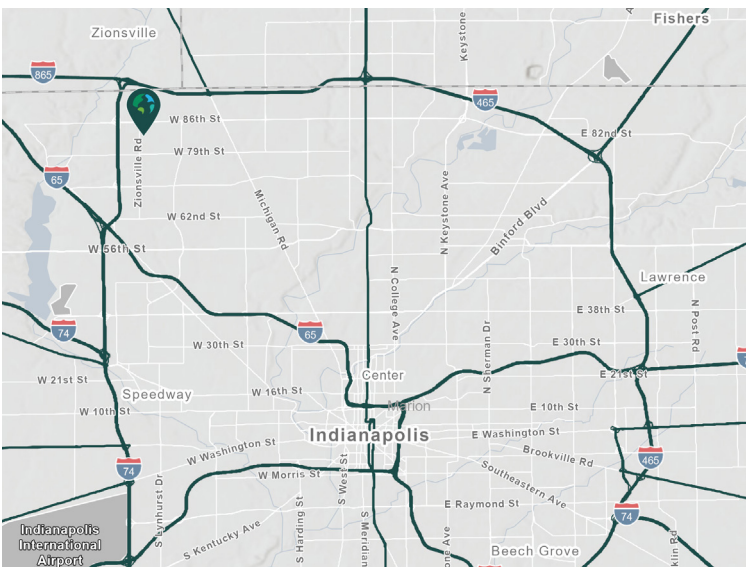 Fishers
Zionsville
Keystone
865
465
W 86th St
E 82nd St
W 79th St
Zionsville Rd
65
Michigan Rd
N Keystone Ave
W 62nd St
Binford Blvd
W 56th St
N College Ave
Lawrence
E 38th St
N Post Rd
74
65
W 30th St
E 30th St
N Sherman Dr
Center
E 21st St
W 21st St
Speedway
W 16th St
W 10th St
Marion
E 10th St
Indianapolis
E Washington St
W Washington St
Brookville Rd
465
74
W Morris St
S West St
Southeastern Ave
S Lynhurst Dr
E Raymond St
74
S Harding St
S Meridian
S Kentucky Ave
Indianapolis
International
Airport
one Ave
klin Rd
Beech Grove